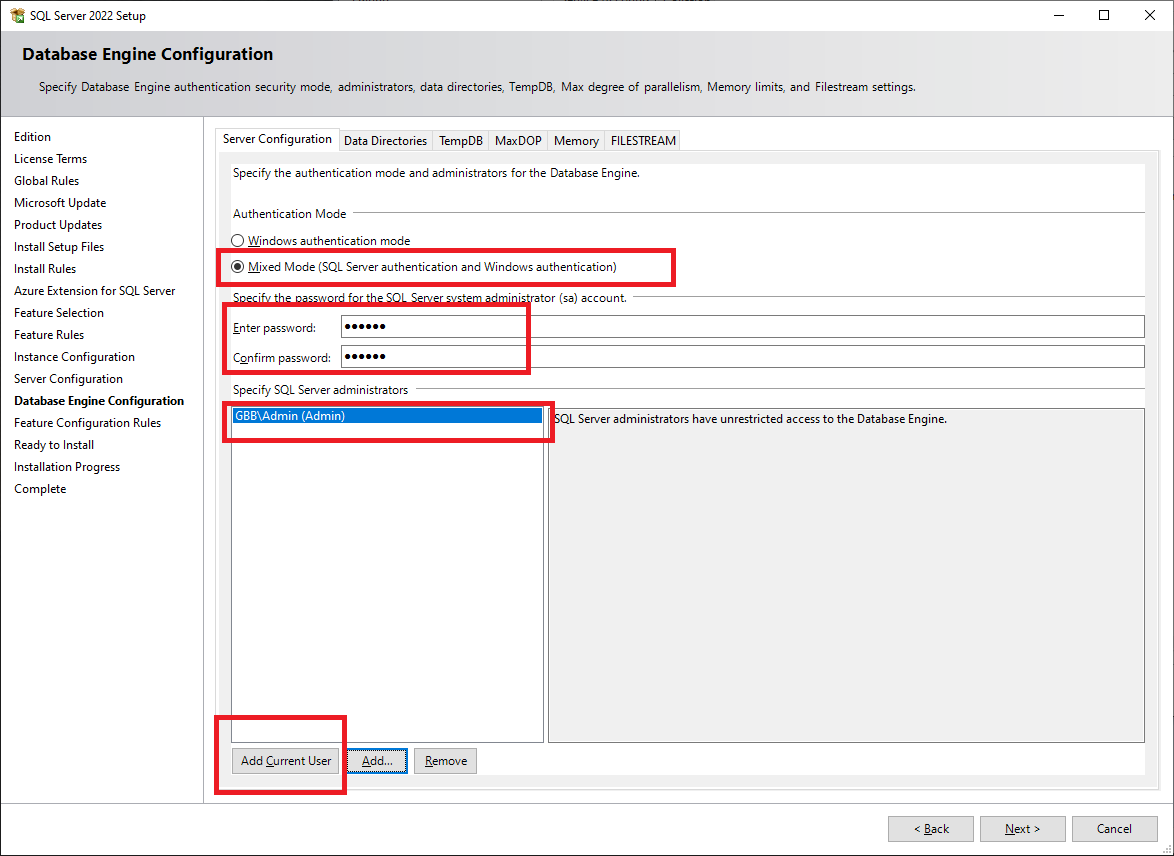 SQL Server 2022 Setup
Database Engine Configuration
Specify Database Engine authentication security mode, administrators, data directories, TempDB, Max degree of parallelism, Memory limits, and Filestream settings.
Edition
License Terms
Global Rules
Microsoft Update
Product Updates
Install Setup Files
Install Rules
Azure Extension for SQL Server
Feature Selection
Feature Rules
Instance Configuration
Server Configuration
Database Engine Configuration
Feature Configuration Rules
Ready to Install
Installation Progress
Complete
Server Configuration Data Directories TempDB MaxDOP Memory FILESTREAM
Specify the authentication mode and administrators for the Database Engine.
Authentication Mode
Windows authentication mode
Mixed Mode (SQL Server authentication and Windows authentication)
Specify the password for the SQL Server system administrator (sa) account.
Enter password: ●●●●●●
Confirm password: ●●●●●●
Specify SQL Server administrators
GBB\Admin (Admin)
SQL Server administrators have unrestricted access to the Database Engine.
Add Current User Add... Remove
< Back Next > Cancel